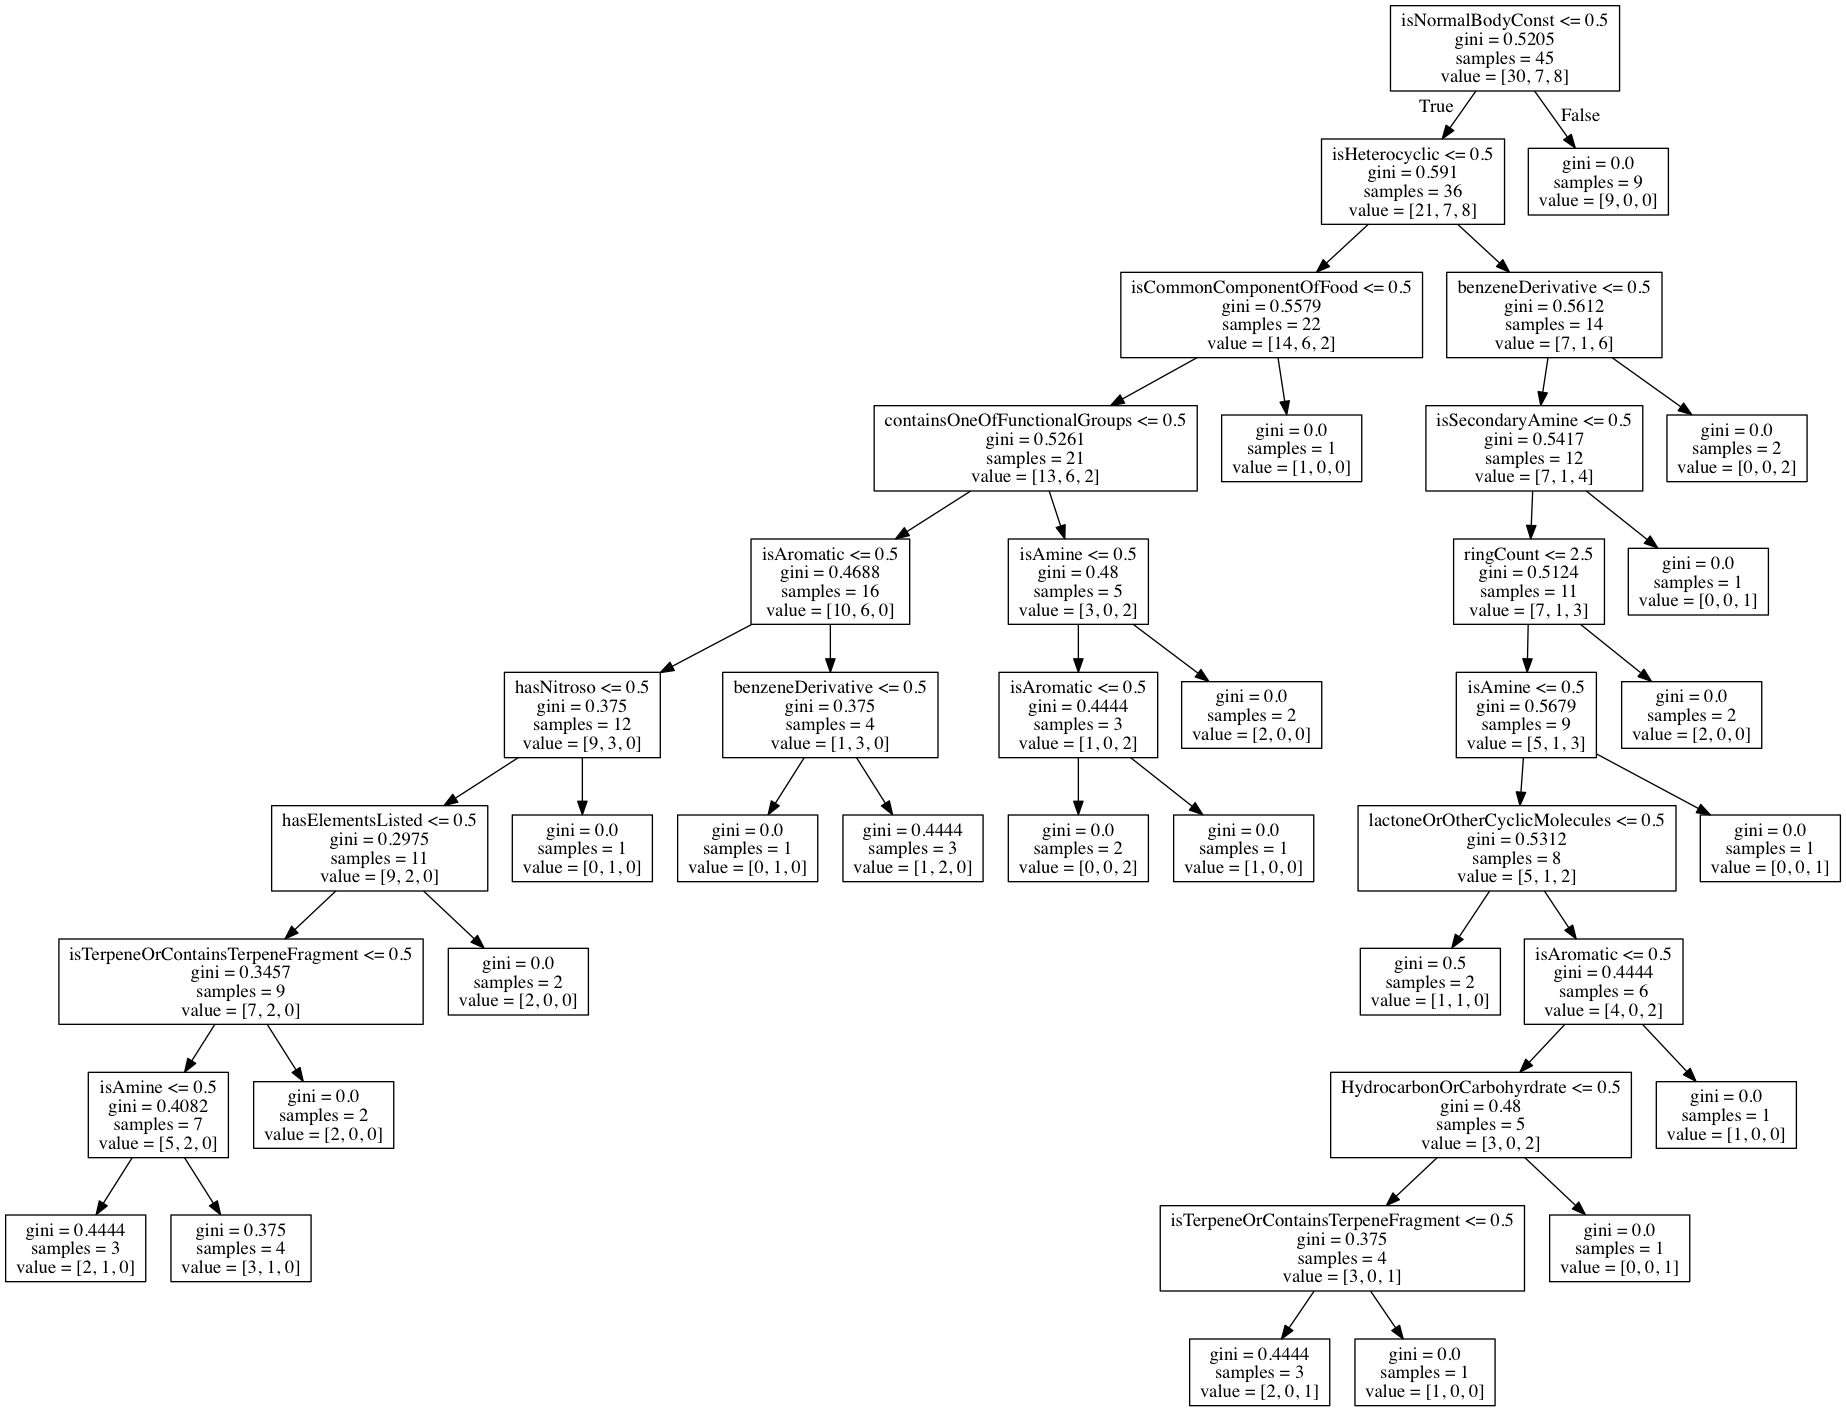 isNormalBodyConst <= 0.5
gini = 0.5205
samples = 45
value = [30, 7, 8]
True
False
isHeterocyclic <= 0.5
gini = 0.591
samples = 36
value = [21, 7, 8]
gini = 0.0
samples = 9
value = [9, 0, 0]
isCommonComponentOfFood <= 0.5
gini = 0.5579
samples = 22
value = [14, 6, 2]
benzeneDerivative <= 0.5
gini = 0.5612
samples = 14
value = [7, 1, 6]
containsOneOfFunctionalGroups <= 0.5
gini = 0.5261
samples = 21
value = [13, 6, 2]
gini = 0.0
samples = 1
value = [1, 0, 0]
isSecondaryAmine <= 0.5
gini = 0.5417
samples = 12
value = [7, 1, 4]
gini = 0.0
samples = 2
value = [0, 0, 2]
isAromatic <= 0.5
gini = 0.4688
samples = 16
value = [10, 6, 0]
isAmine <= 0.5
gini = 0.48
samples = 5
value = [3, 0, 2]
ringCount <= 2.5
gini = 0.5124
samples = 11
value = [7, 1, 3]
gini = 0.0
samples = 1
value = [0, 0, 1]
hasNitroso <= 0.5
gini = 0.375
samples = 12
value = [9, 3, 0]
benzeneDerivative <= 0.5
gini = 0.375
samples = 4
value = [1, 3, 0]
isAromatic <= 0.5
gini = 0.4444
samples = 3
value = [1, 0, 2]
gini = 0.0
samples = 2
value = [2, 0, 0]
isAmine <= 0.5
gini = 0.5679
samples = 9
value = [5, 1, 3]
gini = 0.0
samples = 2
value = [2, 0, 0]
hasElementsListed <= 0.5
gini = 0.2975
samples = 11
value = [9, 2, 0]
gini = 0.0
samples = 1
value = [0, 1, 0]
gini = 0.0
samples = 1
value = [0, 1, 0]
gini = 0.4444
samples = 3
value = [1, 2, 0]
gini = 0.0
samples = 2
value = [0, 0, 2]
gini = 0.0
samples = 1
value = [1, 0, 0]
lactoneOrOtherCyclicMolecules <= 0.5
gini = 0.5312
samples = 8
value = [5, 1, 2]
gini = 0.0
samples = 1
value = [0, 0, 1]
isTerpeneOrContainsTerpeneFragment <= 0.5
gini = 0.3457
samples = 9
value = [7, 2, 0]
gini = 0.0
samples = 2
value = [2, 0, 0]
gini = 0.5
samples = 2
value = [1, 1, 0]
isAromatic <= 0.5
gini = 0.4444
samples = 6
value = [4, 0, 2]
isAmine <= 0.5
gini = 0.4082
samples = 7
value = [5, 2, 0]
gini = 0.0
samples = 2
value = [2, 0, 0]
HydrocarbonOrCarbohyrdrate <= 0.5
gini = 0.48
samples = 5
value = [3, 0, 2]
gini = 0.0
samples = 1
value = [1, 0, 0]
gini = 0.4444
samples = 3
value = [2, 1, 0]
gini = 0.375
samples = 4
value = [3, 1, 0]
isTerpeneOrContainsTerpeneFragment <= 0.5
gini = 0.375
samples = 4
value = [3, 0, 1]
gini = 0.0
samples = 1
value = [0, 0, 1]
gini = 0.4444
samples = 3
value = [2, 0, 1]
gini = 0.0
samples = 1
value = [1, 0, 0]